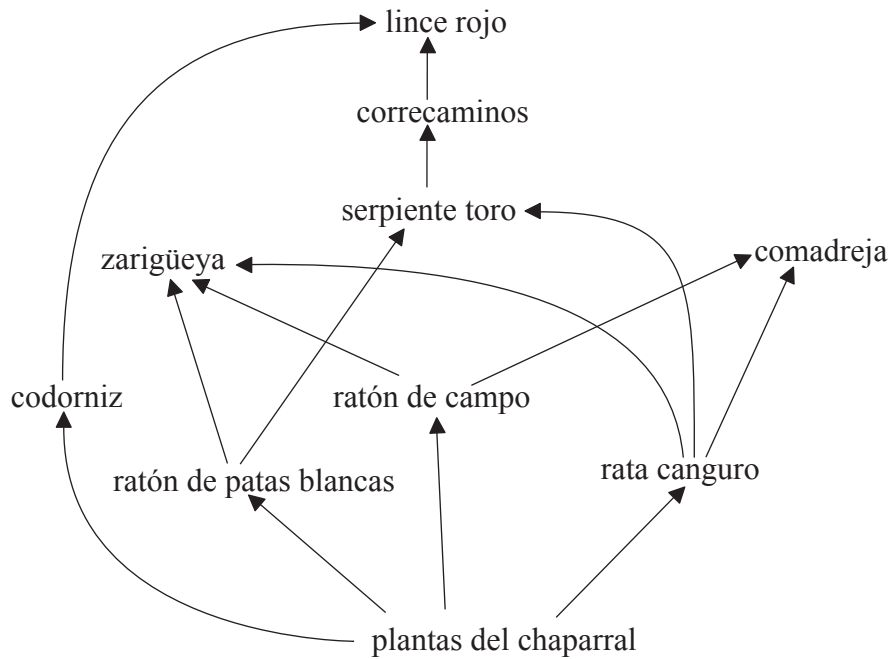 lince rojo
correcaminos
serpiente toro
zarigüeya
comadreja
codorniz
ratón de campo
ratón de patas blancas
rata canguro
plantas del chaparral